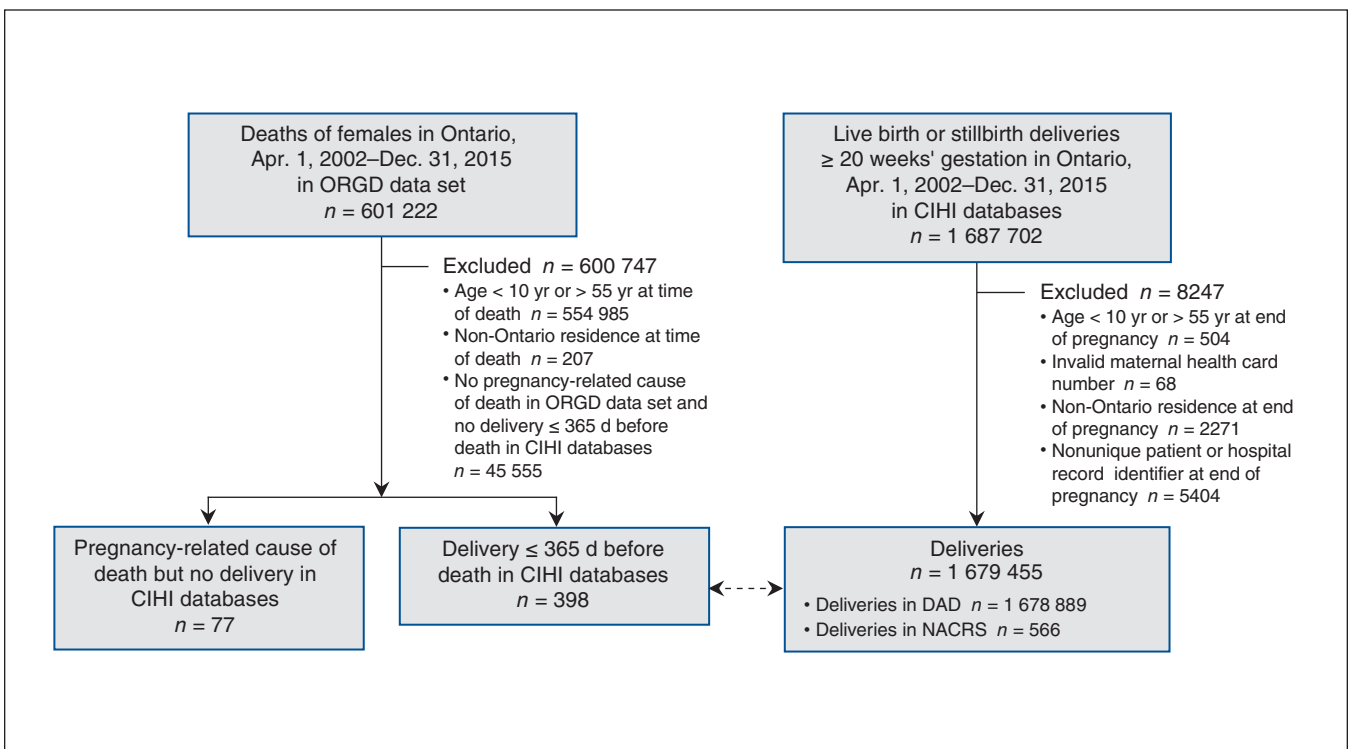 Deaths of females in Ontario,
Apr. 1, 2002–Dec. 31, 2015
in ORGD data set
n = 601 222
Excluded n = 600 747
• Age < 10 yr or > 55 yr at time
of death n = 554 985
• Non-Ontario residence at time
of death n = 207
• No pregnancy-related cause
of death in ORGD data set and
no delivery ≤ 365 d before
death in CIHI databases
n = 45 555
Pregnancy-related cause of
death but no delivery in
CIHI databases
n = 77
Delivery ≤ 365 d before
death in CIHI databases
n = 398
Live birth or stillbirth deliveries
≥ 20 weeks' gestation in Ontario,
Apr. 1, 2002–Dec. 31, 2015
in CIHI databases
n = 1 687 702
Excluded n = 8247
• Age < 10 yr or > 55 yr at end
of pregnancy n = 504
• Invalid maternal health card
number n = 68
• Non-Ontario residence at end
of pregnancy n = 2271
• Nonunique patient or hospital
record identifier at end of
pregnancy n = 5404
Deliveries
n = 1 679 455
• Deliveries in DAD n = 1 678 889
• Deliveries in NACRS n = 566